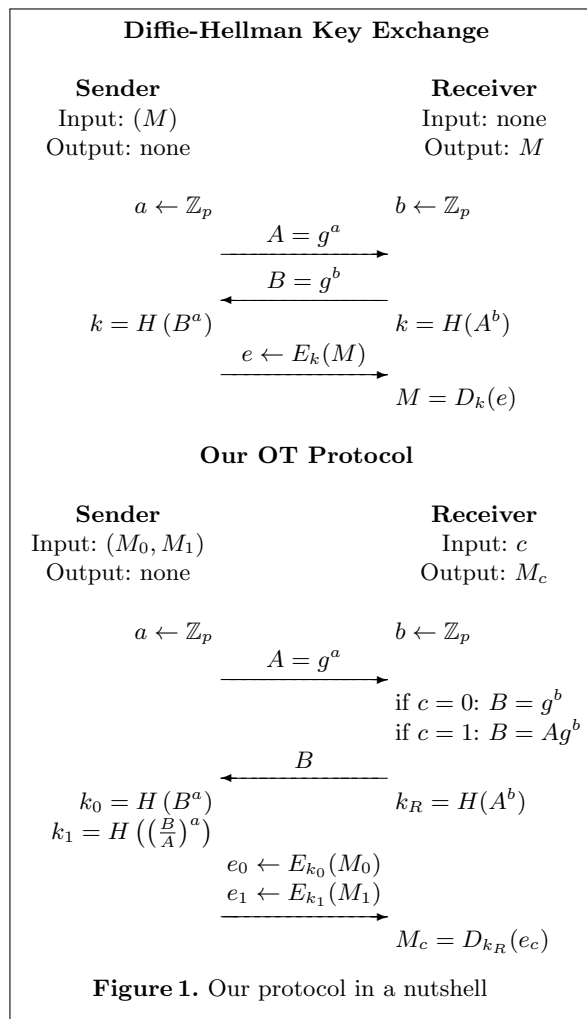 Diffie-Hellman Key Exchange
Sender Receiver
Input: (M) Input: none
Output: none Output: M
a ← ℤ_p b ← ℤ_p
A = g^a
B = g^b
k = H (B^a) k = H(A^b)
e ← E_k(M)
M = D_k(e)
Our OT Protocol
Sender Receiver
Input: (M_0, M_1) Input: c
Output: none Output: M_c
a ← ℤ_p b ← ℤ_p
A = g^a
if c = 0: B = g^b
if c = 1: B = Ag^b
B
k_0 = H (B^a) k_R = H(A^b)
k_1 = H ((B/A)^a)
e_0 ← E_{k_0}(M_0)
e_1 ← E_{k_1}(M_1)
M_c = D_{k_R}(e_c)
Figure 1. Our protocol in a nutshell